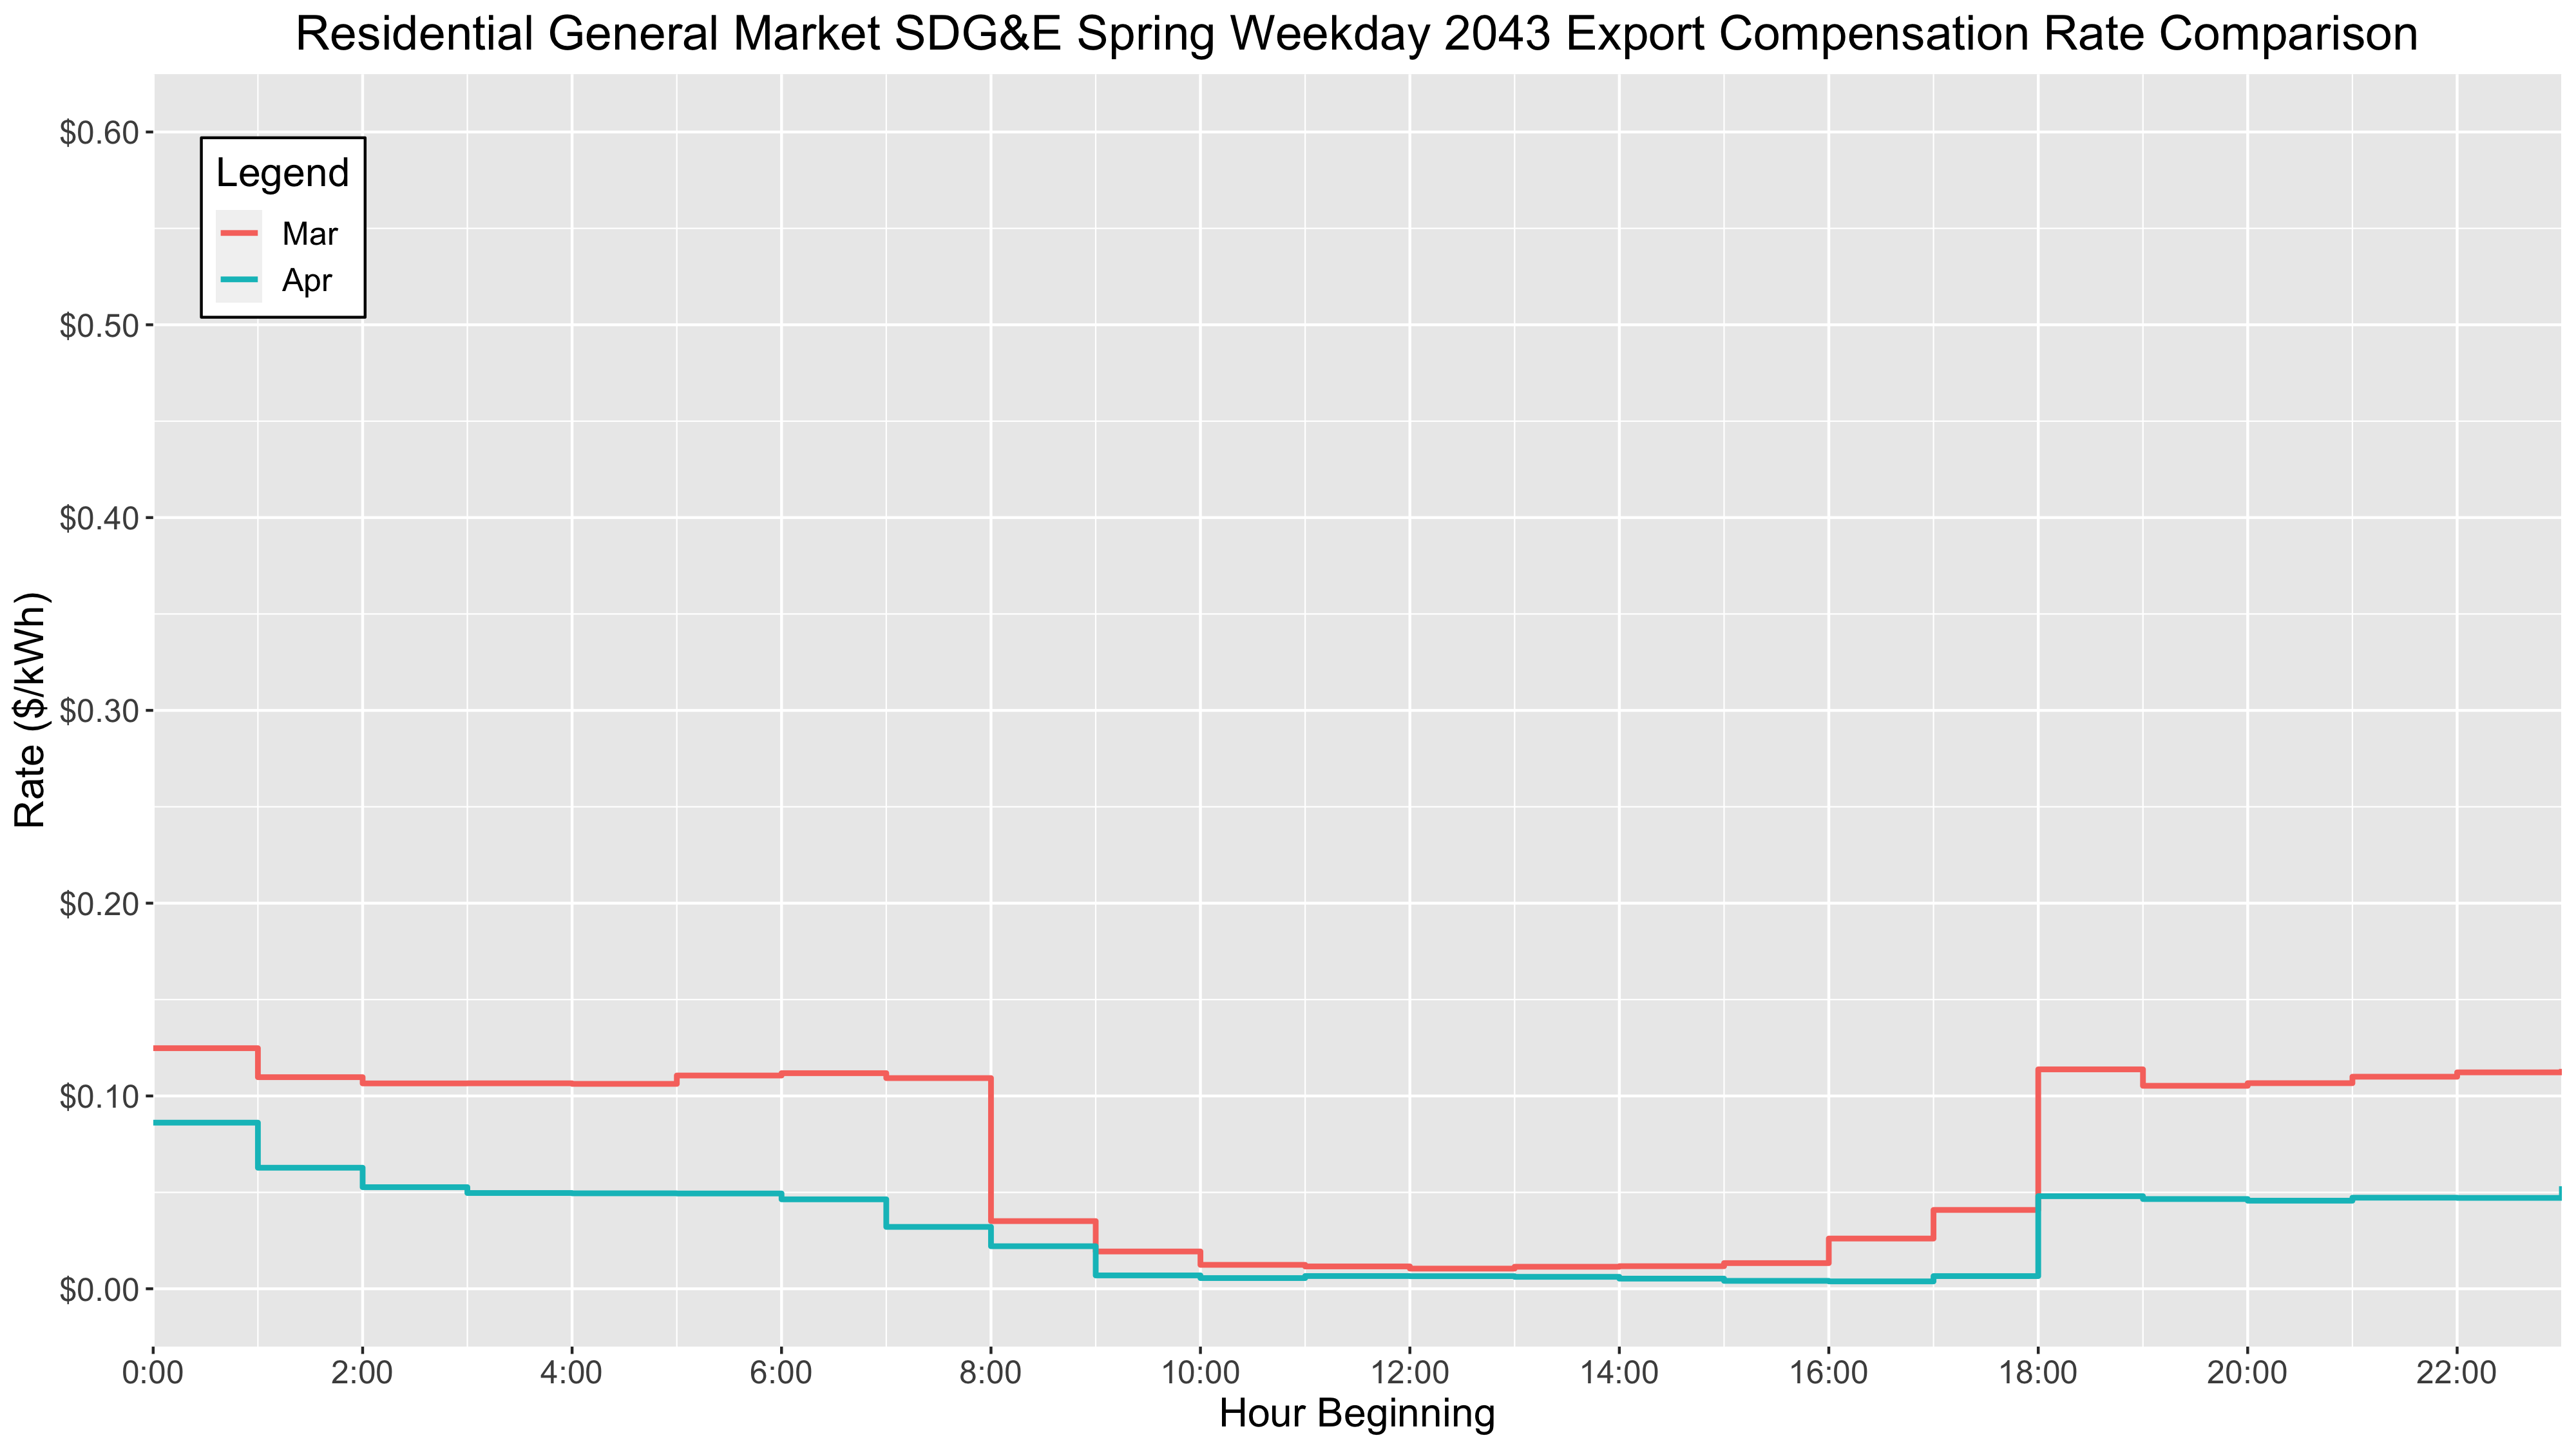 Residential General Market SDG&E Spring Weekday 2043 Export Compensation Rate Comparison
Legend
Mar
Apr
Rate ($/kWh)
$0.60
$0.50
$0.40
$0.30
$0.20
$0.10
$0.00
0:00 2:00 4:00 6:00 8:00 10:00 12:00 14:00 16:00 18:00 20:00 22:00
Hour Beginning